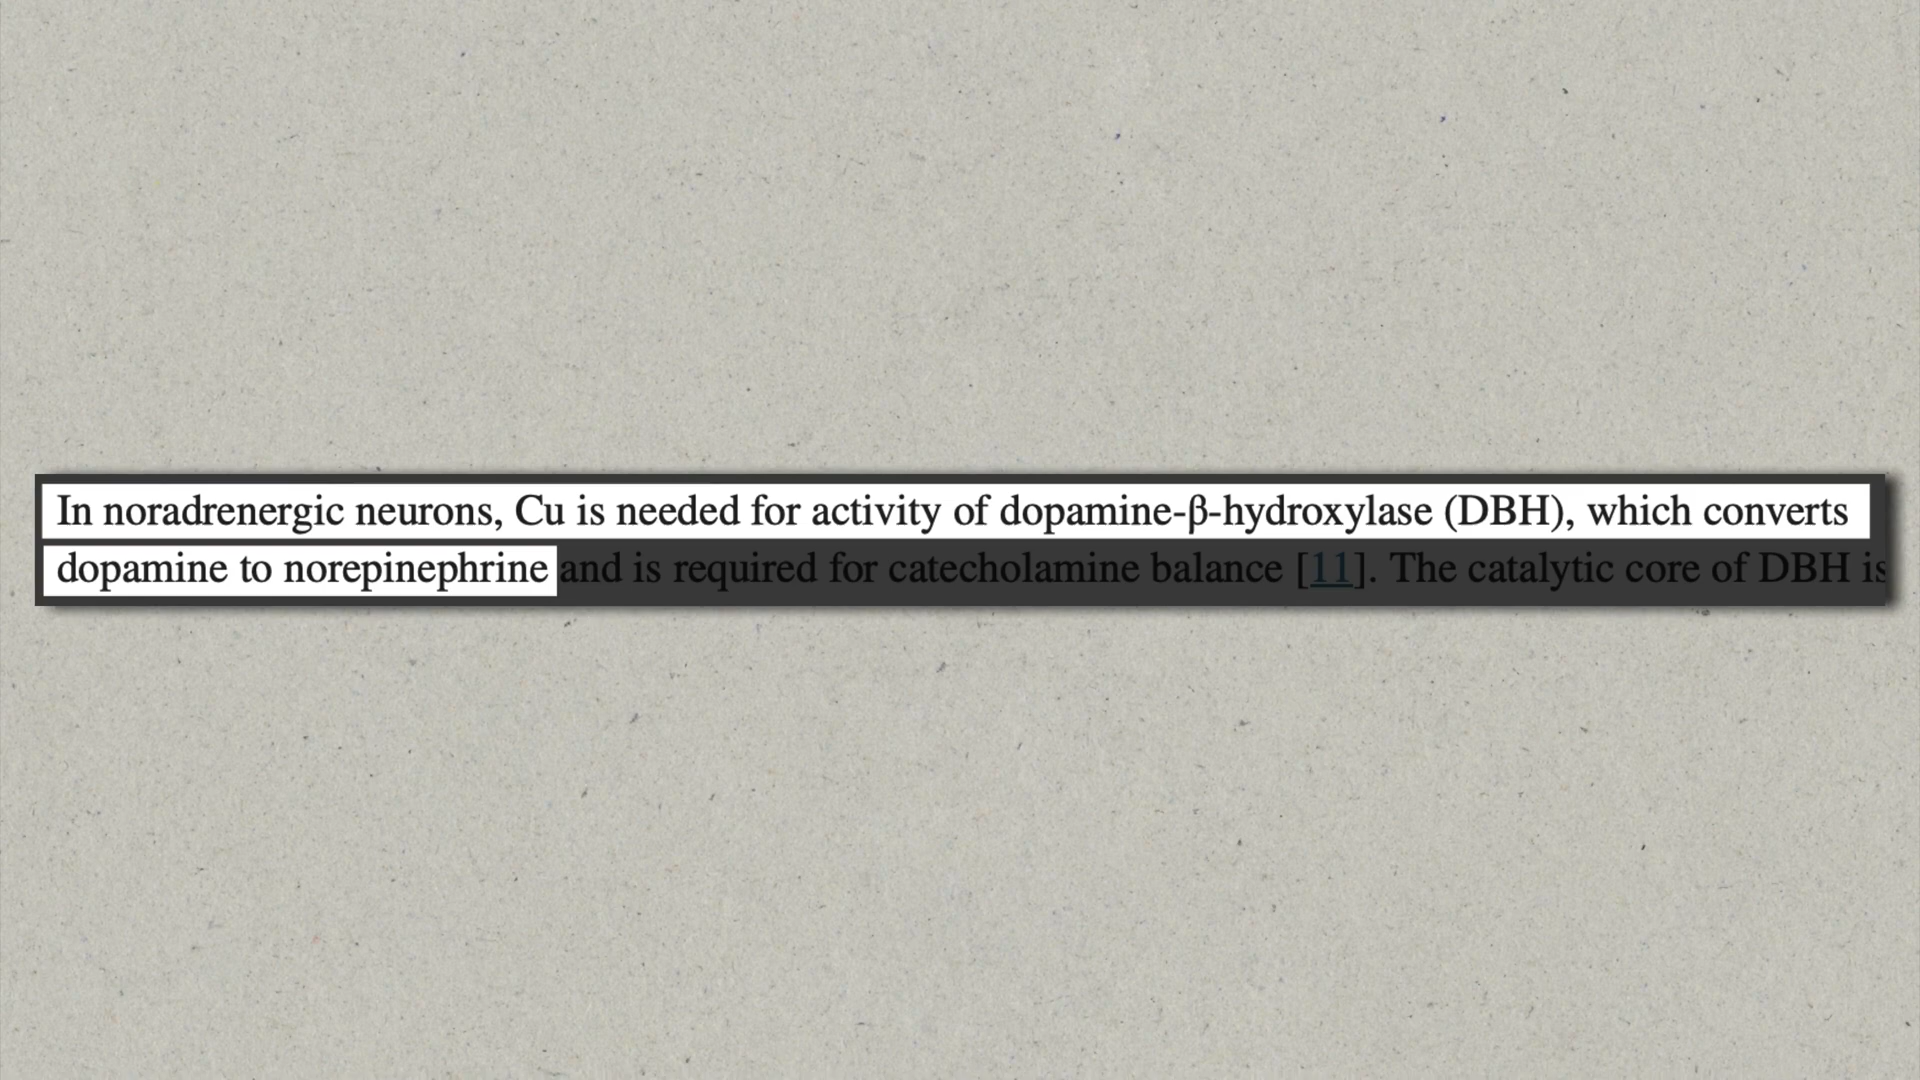 In noradrenergic neurons, Cu is needed for activity of dopamine-β-hydroxylase (DBH), which converts
dopamine to norepinephrine and is required for catecholamine balance [11]. The catalytic core of DBH is